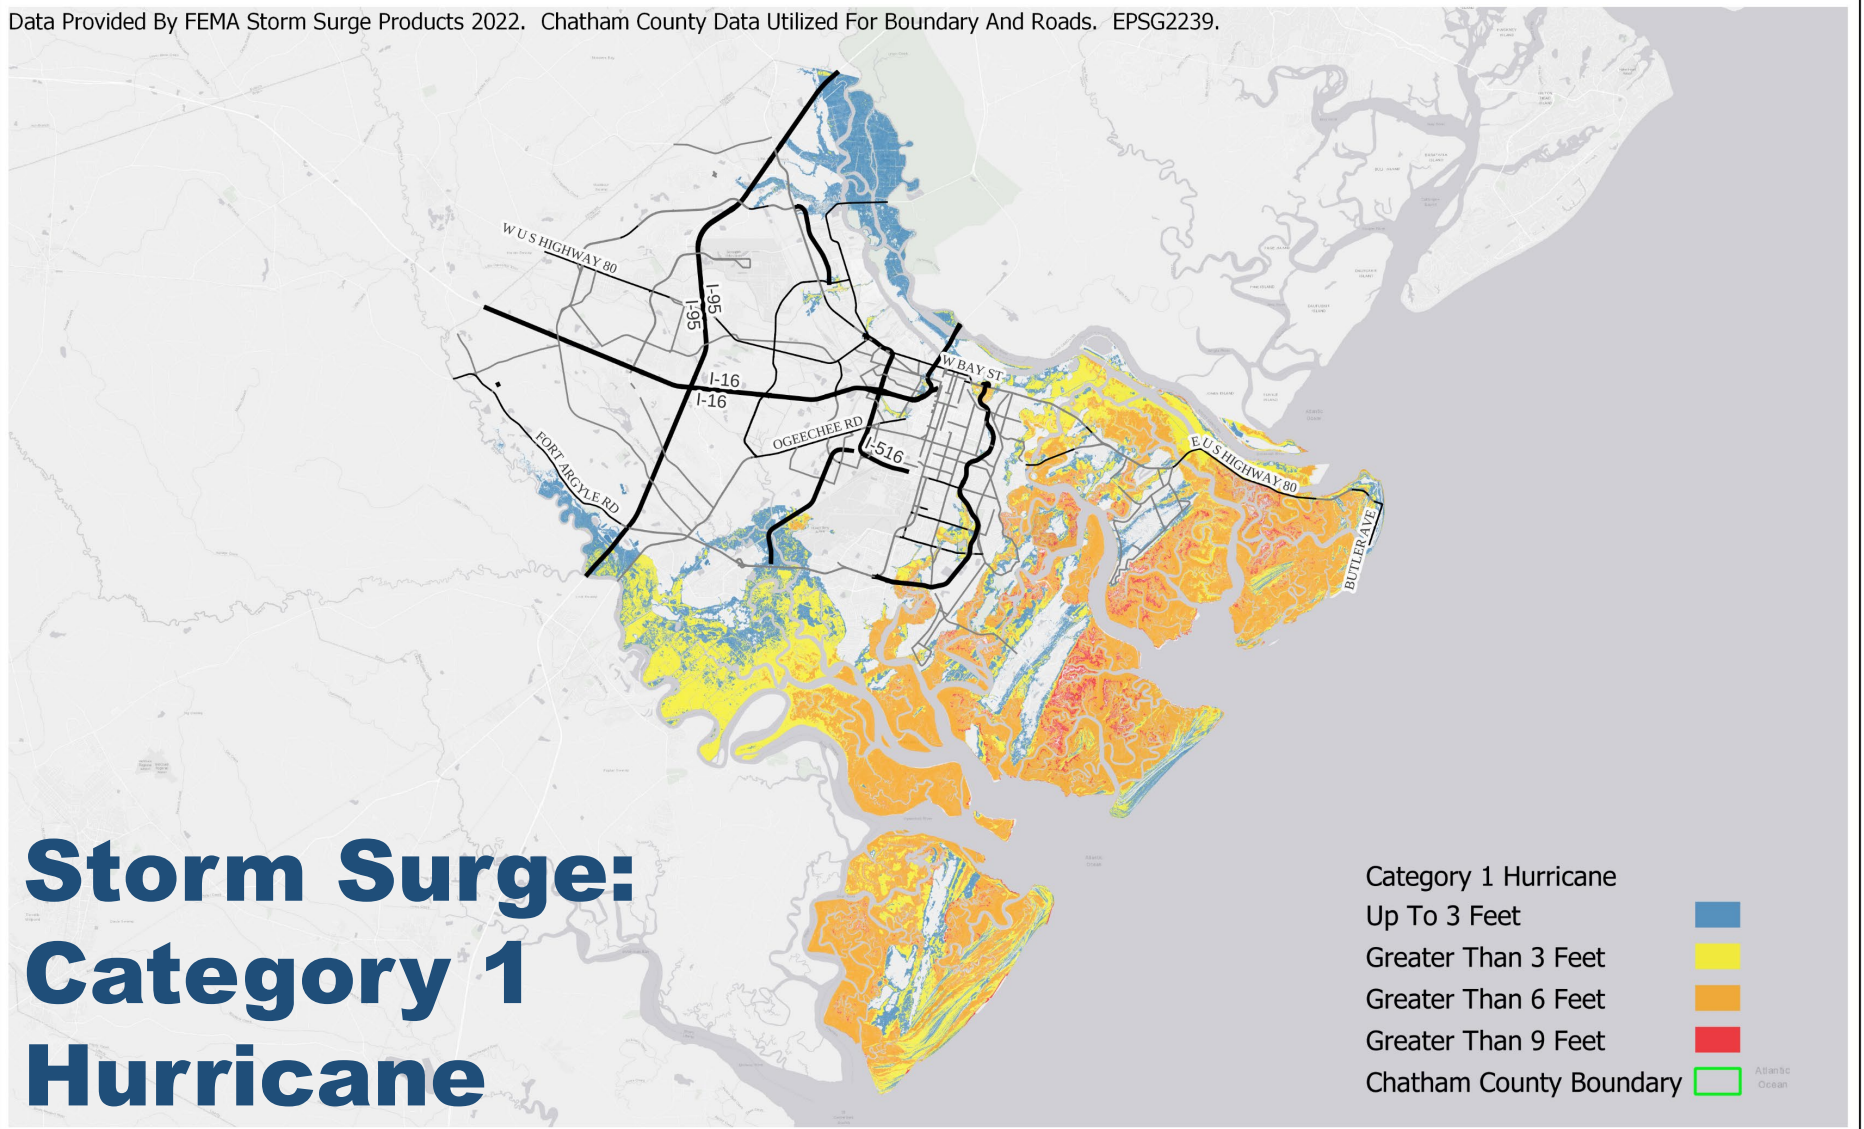 Data Provided By FEMA Storm Surge Products 2022.  Chatham County Data Utilized For Boundary And Roads.  EPSG2239.
W U S HIGHWAY 80
I-95
I-95
W BAY ST
I-16
I-16
OGEECHEE RD
I-516
FORT ARGYLE RD
E U S HIGHWAY 80
BUTLER AVE
Storm Surge:
Category 1
Hurricane
Category 1 Hurricane
Up To 3 Feet
Greater Than 3 Feet
Greater Than 6 Feet
Greater Than 9 Feet
Chatham County Boundary
Atlantic
Ocean